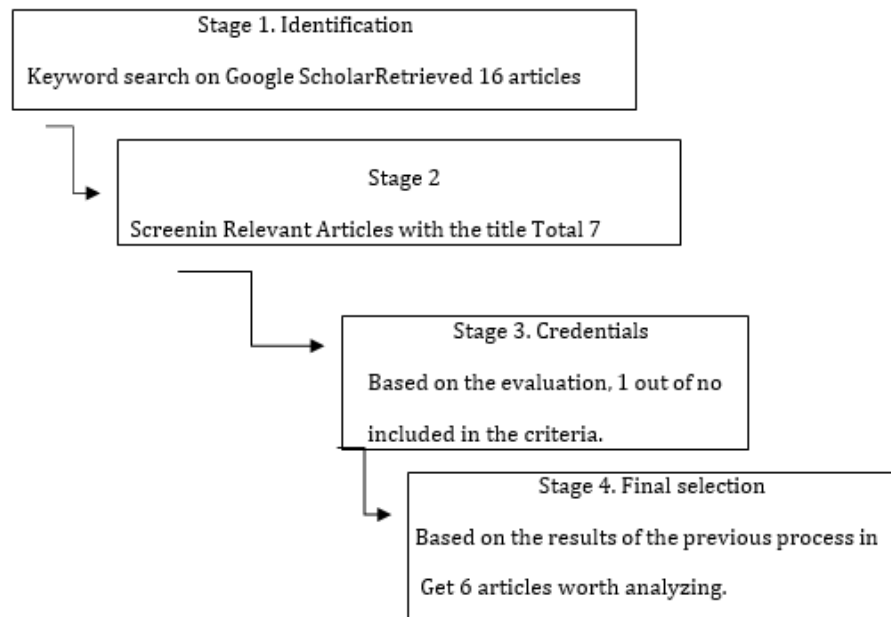 Stage 1. Identification
Keyword search on Google ScholarRetrieved 16 articles
Stage 2
Screenin Relevant Articles with the title Total 7
Stage 3. Credentials
Based on the evaluation, 1 out of no
included in the criteria.
Stage 4. Final selection
Based on the results of the previous process in
Get 6 articles worth analyzing.